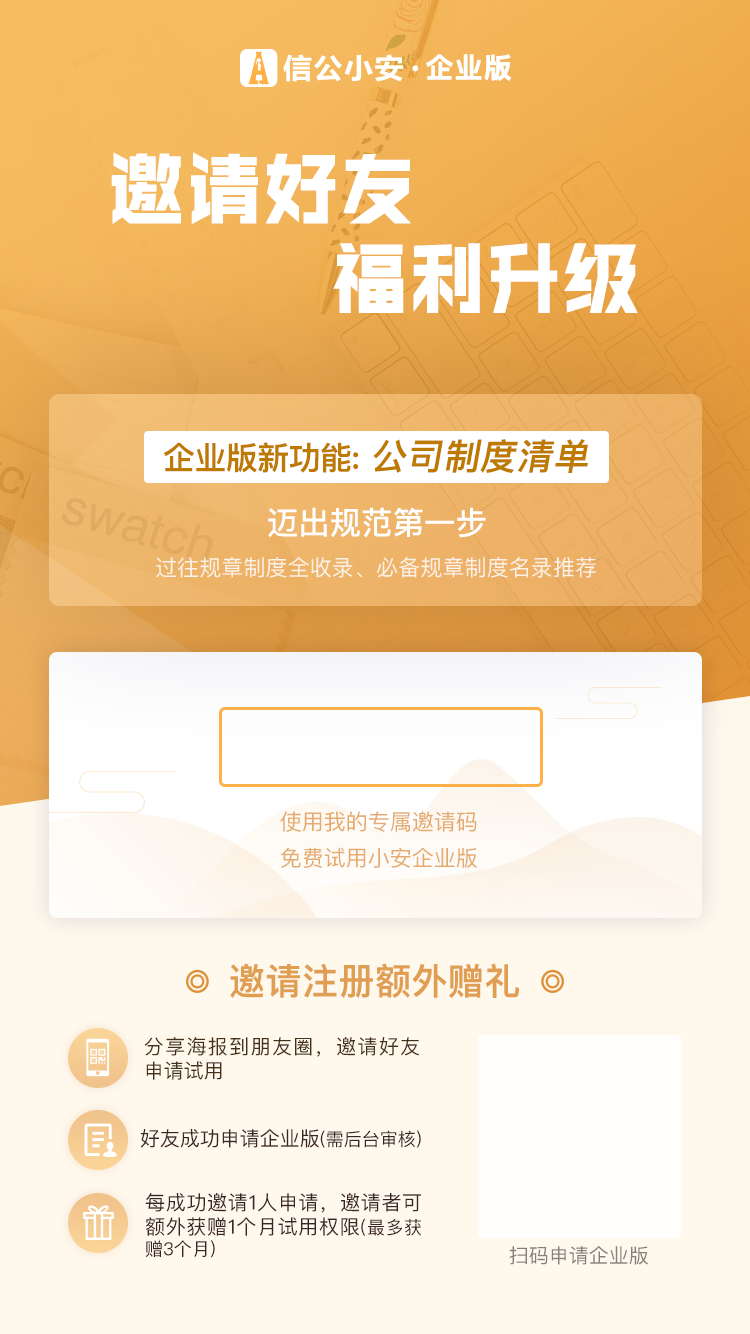 信公小安·企业版
邀请好友
福利升级
企业版新功能: 公司制度清单
swatch
迈出规范第一步
过往规章制度全收录、必备规章制度名录推荐
使用我的专属邀请码
免费试用小安企业版
邀请注册额外赠礼
分享海报到朋友圈，邀请好友
申请试用
好友成功申请企业版(需后台审核)
每成功邀请1人申请，邀请者可
额外获赠1个月试用权限(最多获
赠3个月)
扫码申请企业版